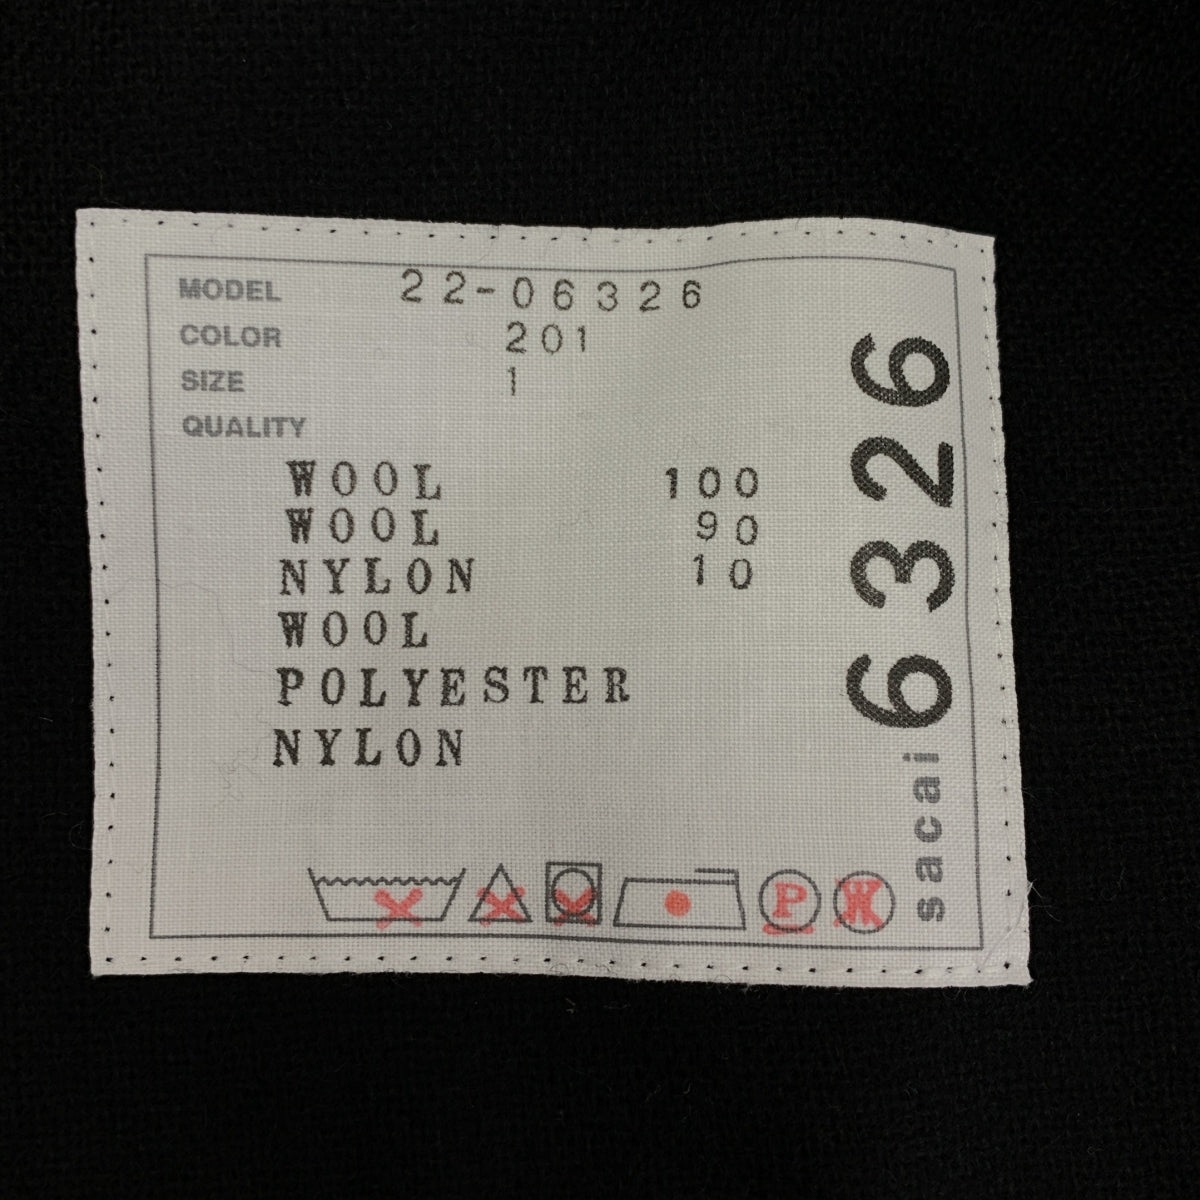 MODEL 22-06326
COLOR 201
SIZE 1
QUALITY
WOOL 100
WOOL 90
NYLON 10
WOOL
POLYESTER
NYLON
P W
sacai 6326